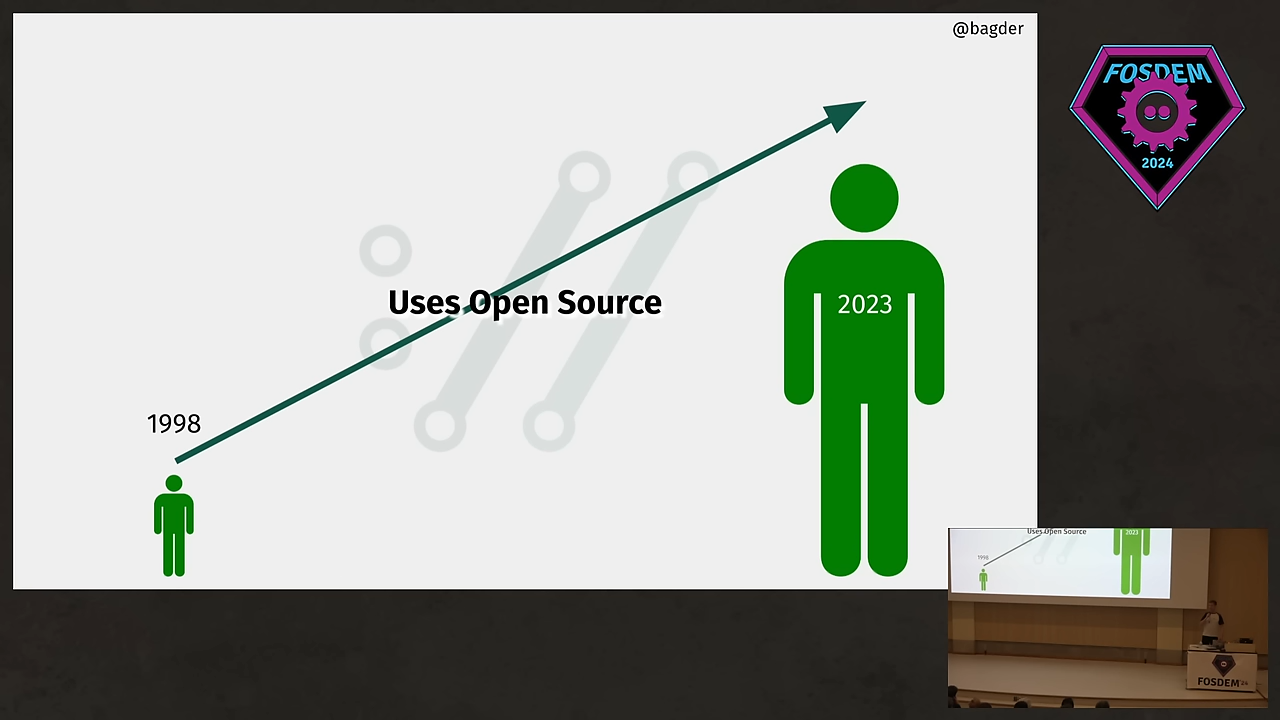 @bagder
FOSDEM
2024
Uses Open Source
2023
1998
Uses Open Source
2023
1998
FOSDEM